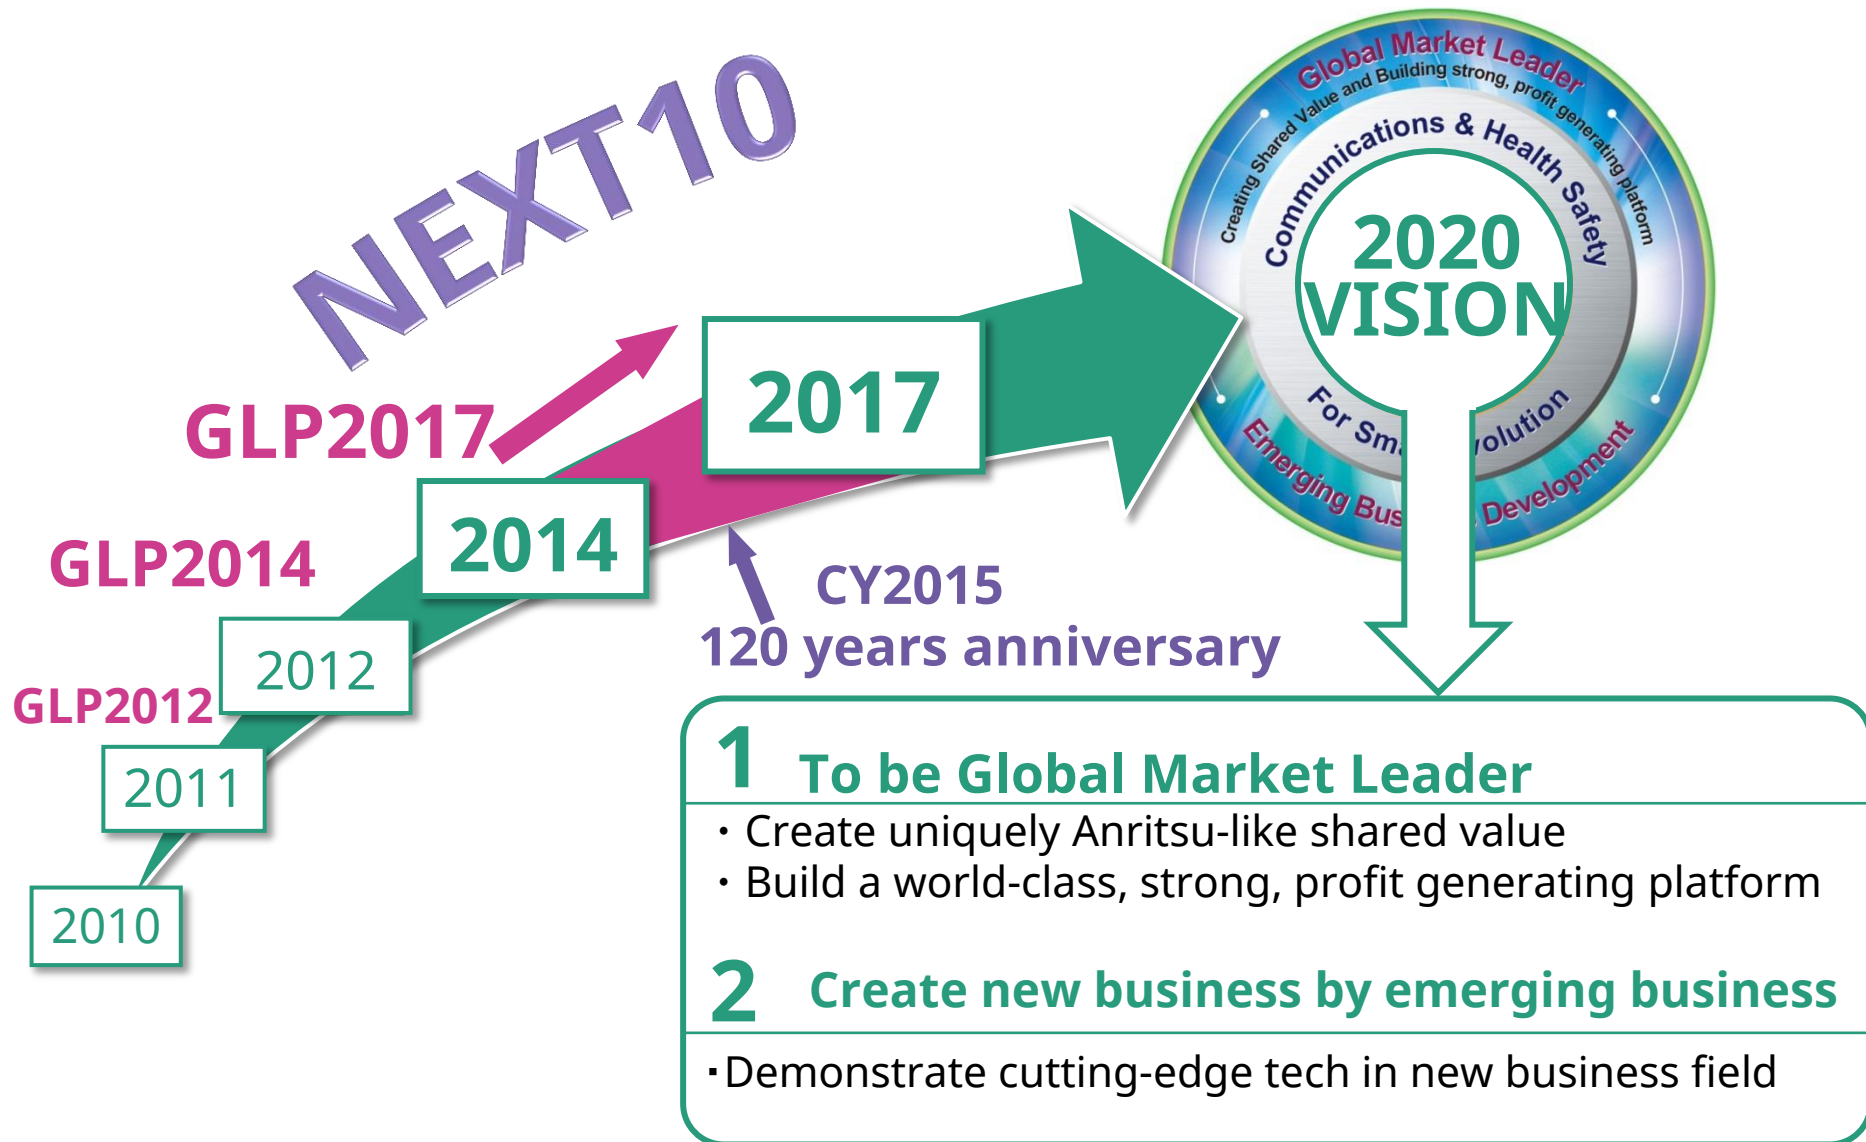 NEXT10
Global Market Leader
Creating Shared Value and Building strong, profit generating platform
Communications & Health Safety
2020
VISION
For
Emerging
Development
GLP2017
2017
GLP2014
2014
CY2015
120 years anniversary
GLP2012
2012
2011
2010
1 To be Global Market Leader
・Create uniquely Anritsu-like shared value
・Build a world-class, strong, profit generating platform
2 Create new business by emerging business
・Demonstrate cutting-edge tech in new business field